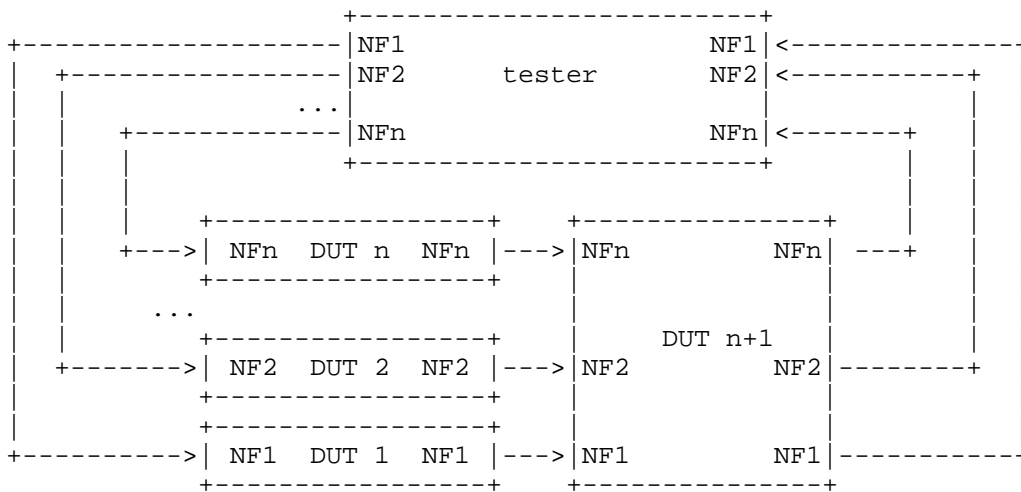 NF1 NF1
NF2 tester NF2
...
NFn NFn
NFn DUT n NFn NFn NFn
...
DUT n+1
NF2 DUT 2 NF2 NF2 NF2
NF1 DUT 1 NF1 NF1 NF1